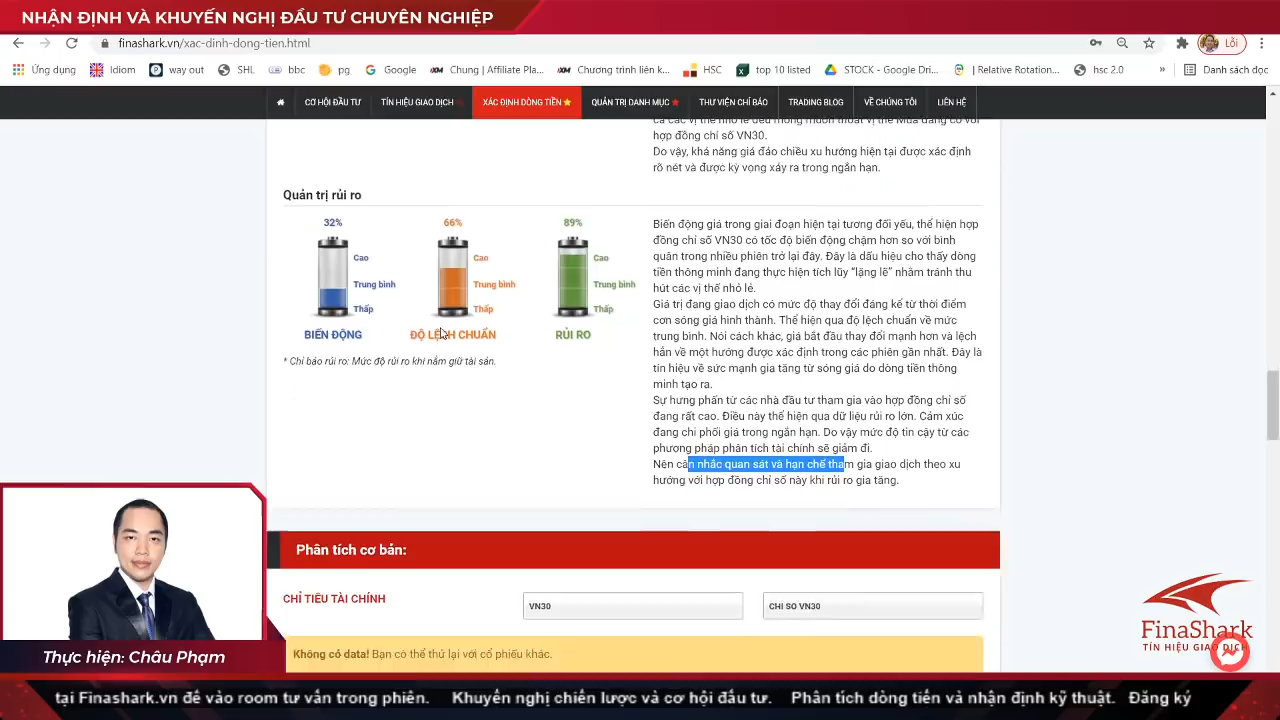 NHẬN ĐỊNH VÀ KHUYẾN NGHỊ ĐẦU TƯ CHUYÊN NGHIỆP
finashark.vn/xac-dinh-dong-tien.html
Lỗi
Ứng dụng
Idiom
way out
SHL
bbc
pg
Google
Chung | Affiliate Pla...
Chương trình liên k...
HSC
top 10 listed
STOCK - Google Dri...
| Relative Rotation...
hsc 2.0
»
Danh sách đọc
CƠ HỘI ĐẦU TƯ
TÍN HIỆU GIAO DỊCH
XÁC ĐỊNH DÒNG TIỀN
QUẢN TRỊ DANH MỤC
THƯ VIỆN CHỈ BÁO
TRADING BLOG
VỀ CHÚNG TÔI
LIÊN HỆ
Cả các vị thế nhỏ lẻ đều mong muốn thoát vị thế Mua đang có với
hợp đồng chỉ số VN30.
Do vậy, khả năng giá đảo chiều xu hướng hiện tại được xác định
rõ nét và được kỳ vọng xảy ra trong ngắn hạn.
Quản trị rủi ro
32%
Cao
Trung bình
Thấp
BIẾN ĐỘNG
66%
Cao
Trung bình
Thấp
ĐỘ LỆCH CHUẨN
89%
Cao
Trung bình
Thấp
RỦI RO
* Chỉ báo rủi ro: Mức độ rủi ro khi nắm giữ tài sản.
Biến động giá trong giai đoạn hiện tại tương đối yếu, thể hiện hợp
đồng chỉ số VN30 có tốc độ biến động chậm hơn so với bình
quân trong nhiều phiên trở lại đây. Đây là dấu hiệu cho thấy dòng
tiền thông minh đang thực hiện tích lũy "lặng lẽ" nhằm tránh thu
hút các vị thế nhỏ lẻ.
Giá trị đang giao dịch có mức độ thay đổi đáng kể từ thời điểm
cơn sóng giá hình thành. Thể hiện qua độ lệch chuẩn về mức
trung bình. Nói cách khác, giá bắt đầu thay đổi mạnh hơn và lệch
hẳn về một hướng được xác định trong các phiên gần nhất. Đây là
tín hiệu về sức mạnh gia tăng từ sóng giá do dòng tiền thông
minh tạo ra.
Sự hưng phấn từ các nhà đầu tư tham gia vào hợp đồng chỉ số
đang rất cao. Điều này thể hiện qua dữ liệu rủi ro lớn. Cảm xúc
đang chi phối giá trong ngắn hạn. Do vậy mức độ tin cậy từ các
phương pháp phân tích tài chính sẽ giảm đi.
Nên cân nhắc quan sát và hạn chế tham gia giao dịch theo xu
hướng với hợp đồng chỉ số này khi rủi ro gia tăng.
Phân tích cơ bản:
CHỈ TIÊU TÀI CHÍNH
VN30
CHI SO VN30
Không có data! Bạn có thể thử lại với cổ phiếu khác.
Thực hiện: Châu Phạm
FinaShark
TÍN HIỆU GIAO DỊCH
tại Finashark.vn để vào room tư vấn trong phiên. Khuyến nghị chiến lược và cơ hội đầu tư. Phân tích dòng tiền và nhận định kỹ thuật. Đăng ký